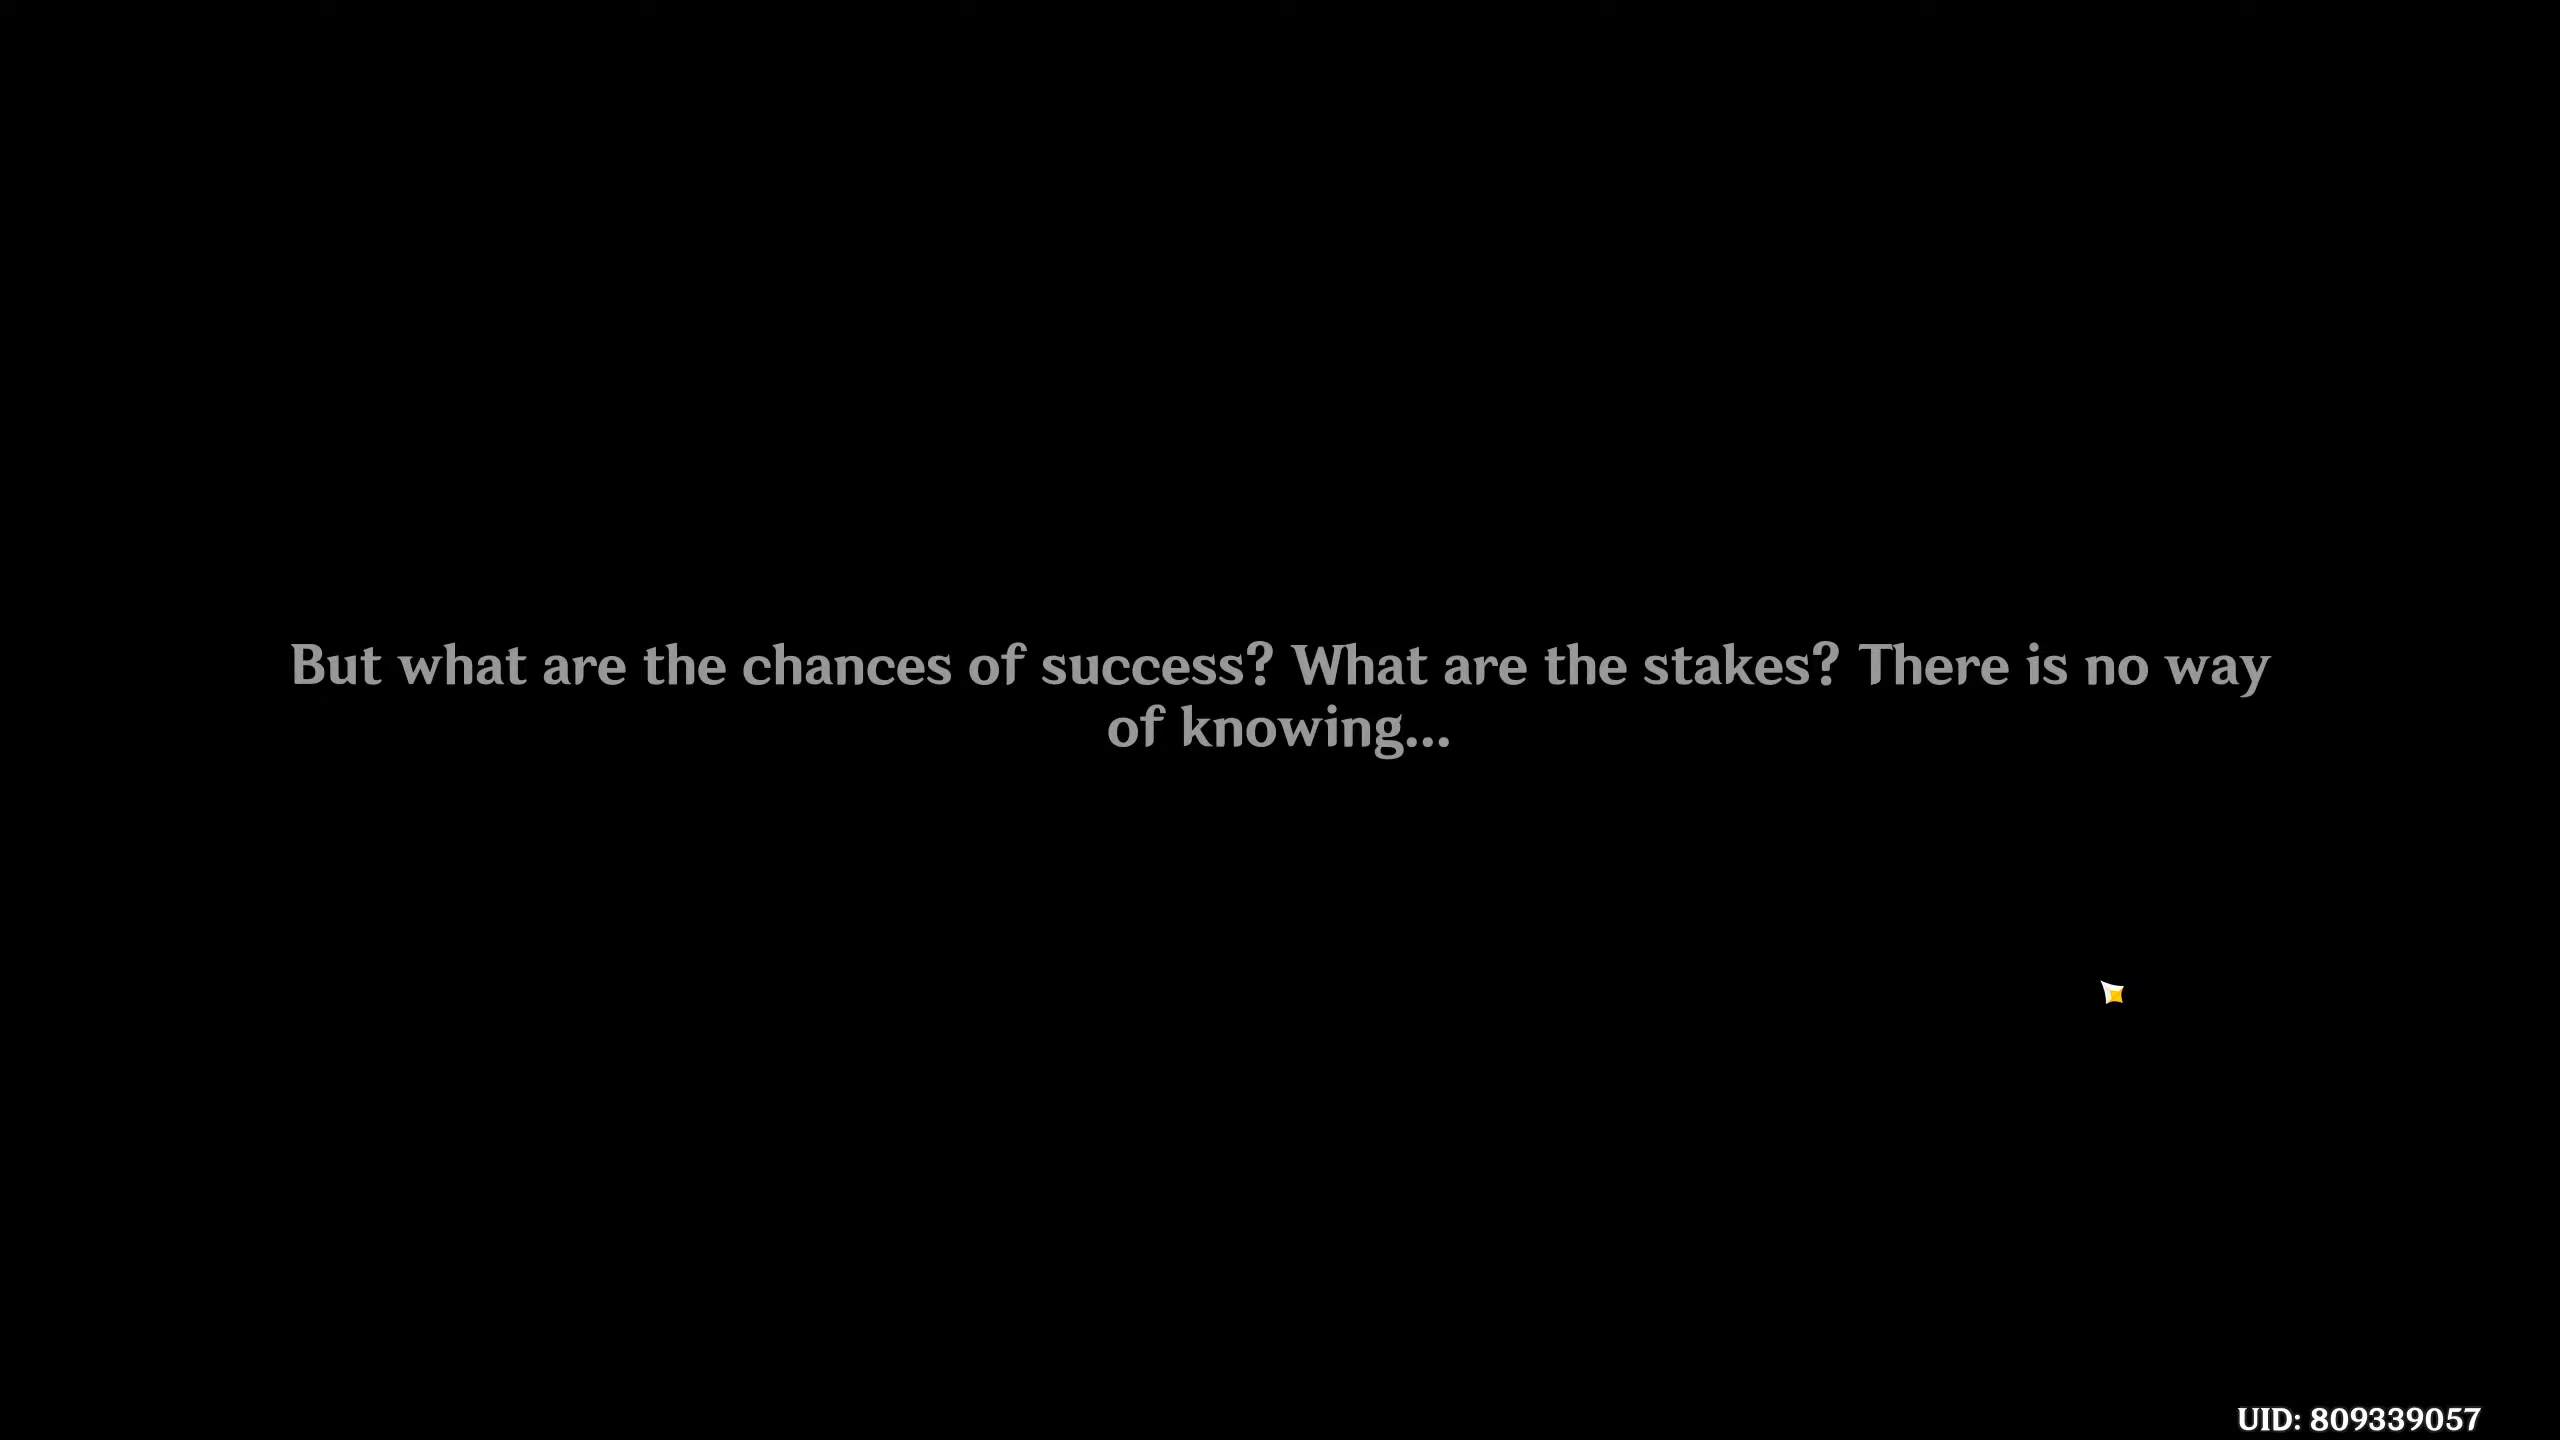 But what are the chances of success? What are the stakes? There is no way
of knowing...
UID: 809339057